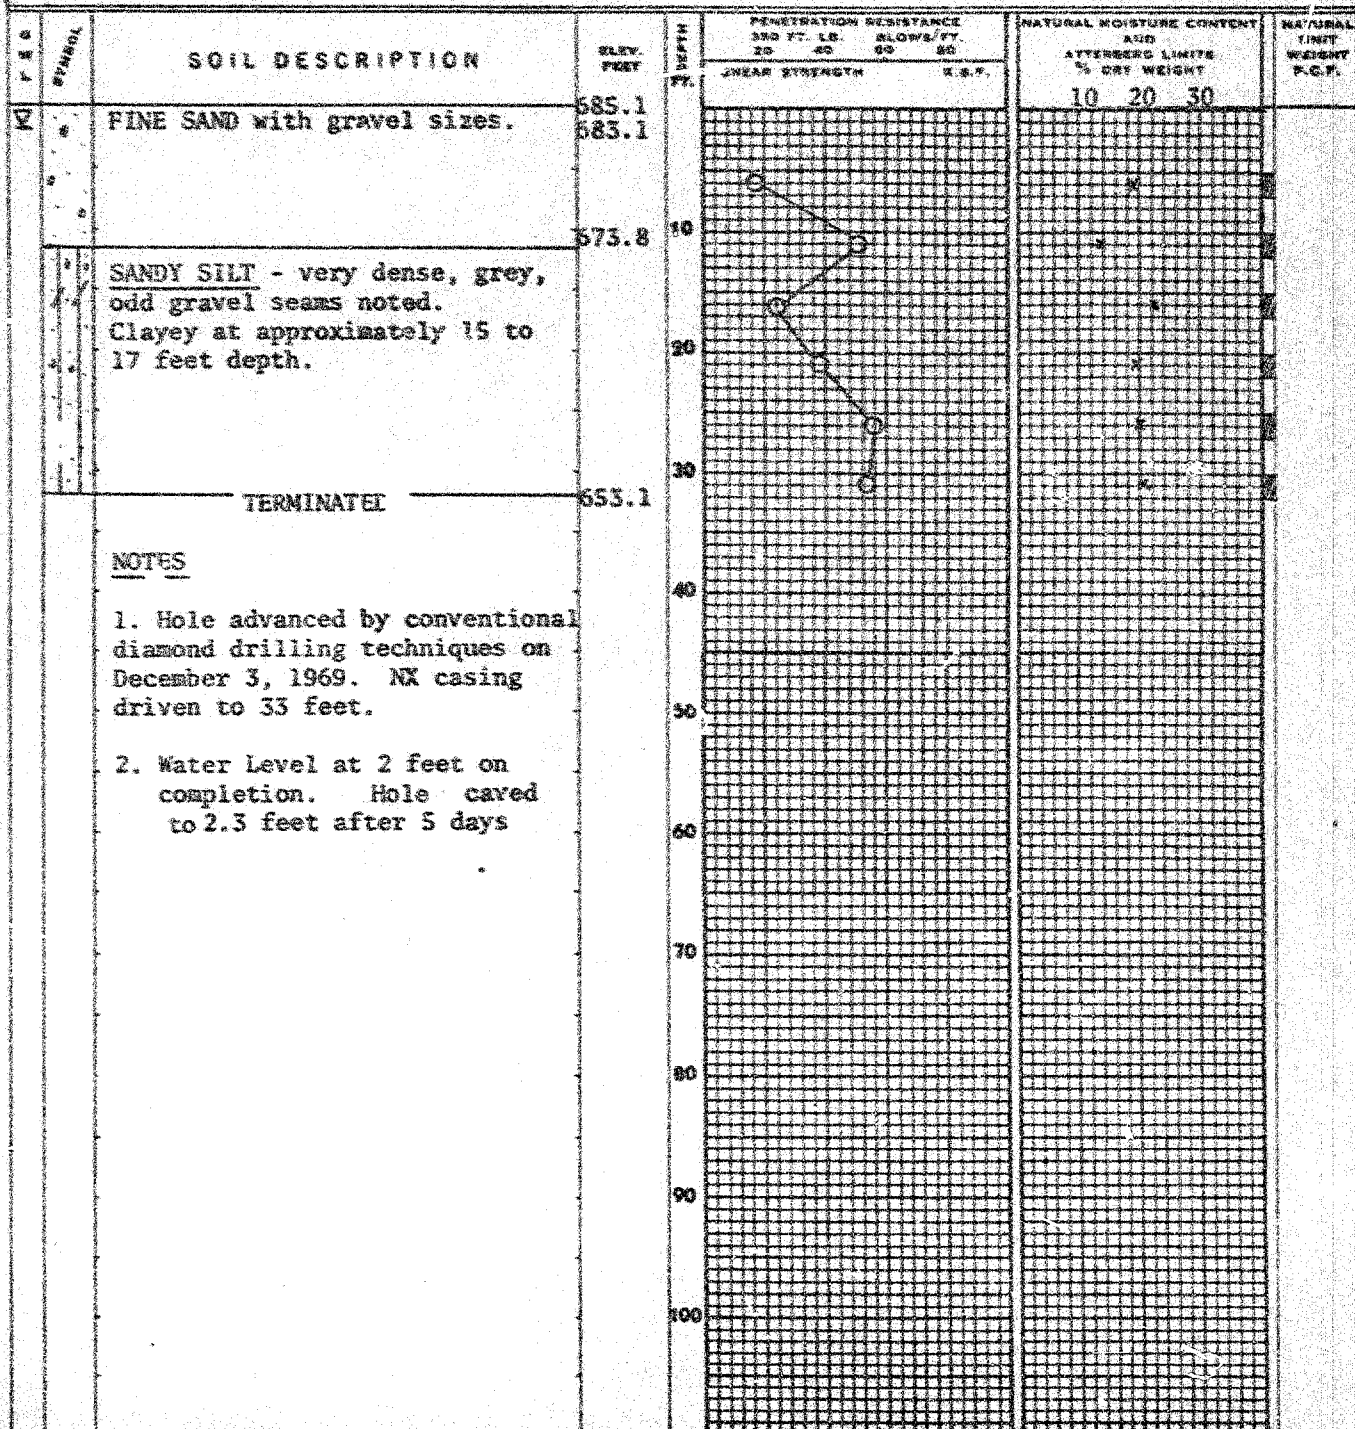 SYMBOL
SOIL DESCRIPTION
ELEV.
FEET
DEPTH
FT.
PENETRATION RESISTANCE
350 FT. LB. BLOWS/FT.
20 40 60 80
SHEAR STRENGTH K.S.F.
NATURAL MOISTURE CONTENT
AND
ATTERBERG LIMITS
% DRY WEIGHT
10 20 30
NATURAL
UNIT
WEIGHT
P.C.F.
685.1
FINE SAND with gravel sizes.
683.1
673.8
SANDY SILT - very dense, grey,
odd gravel seams noted.
Clayey at approximately 15 to
17 feet depth.
TERMINATED
653.1
NOTES
1. Hole advanced by conventional
diamond drilling techniques on
December 3, 1969. NX casing
driven to 33 feet.
2. Water Level at 2 feet on
completion. Hole caved
to 2.3 feet after 5 days
10
20
30
40
50
60
70
80
90
100